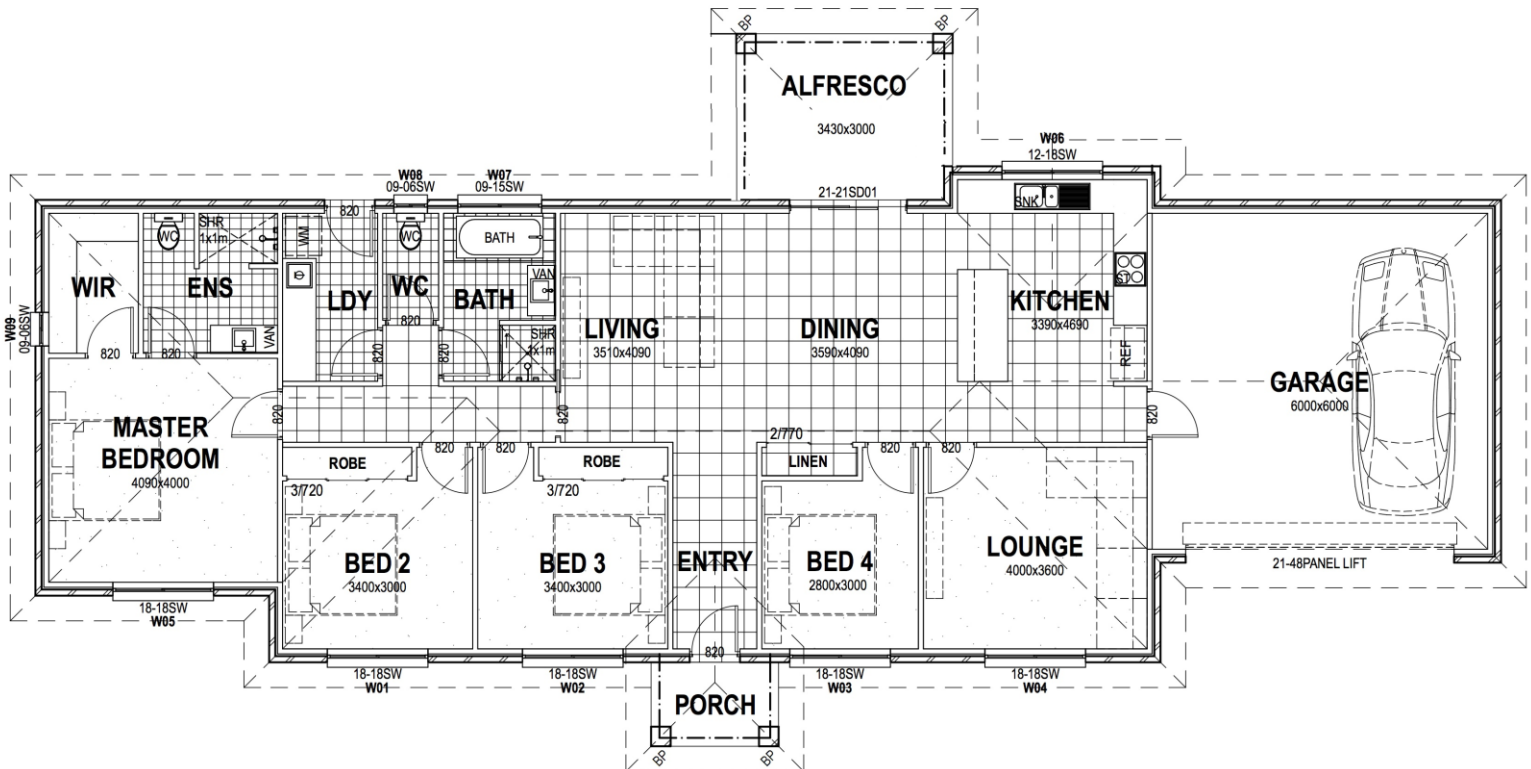 BP
BP
ALFRESCO
3430x3000
W06
12-18SW
W08
09-06SW
W07
09-15SW
21-21SD01
820
SHR
1x1m
WC
WM
WC
BATH
SNK
WIR
ENS
LDY
WC
BATH
VAN
LIVING
3510x4090
DINING
3590x4090
KITCHEN
3390x4690
ST
REF
W09
09-06SW
VAN
SHR
1x1m
820
820
820
820
820
GARAGE
6000x6000
MASTER
BEDROOM
4090x4000
820
820
820
ROBE
3/720
820
820
ROBE
3/720
2/770
LINEN
820
820
BED 2
3400x3000
BED 3
3400x3000
ENTRY
BED 4
2800x3000
LOUNGE
4000x3600
21-48PANEL LIFT
18-18SW
W05
820
18-18SW
W01
18-18SW
W02
18-18SW
W03
18-18SW
W04
PORCH
BP
BP